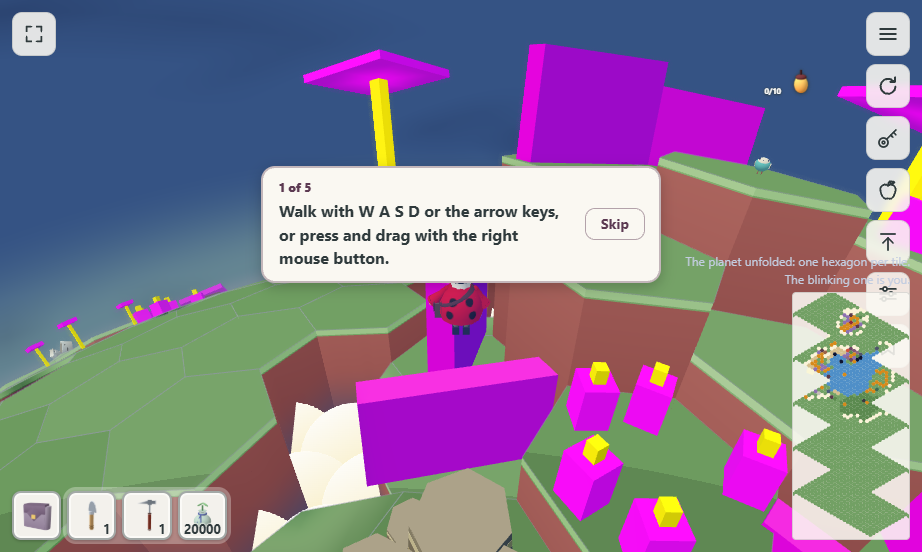 0/10
1 of 5
Walk with W A S D or the arrow keys,
or press and drag with the right
mouse button.
Skip
The planet unfolded: one hexagon per tile.
The blinking one is you.
1
1
20000